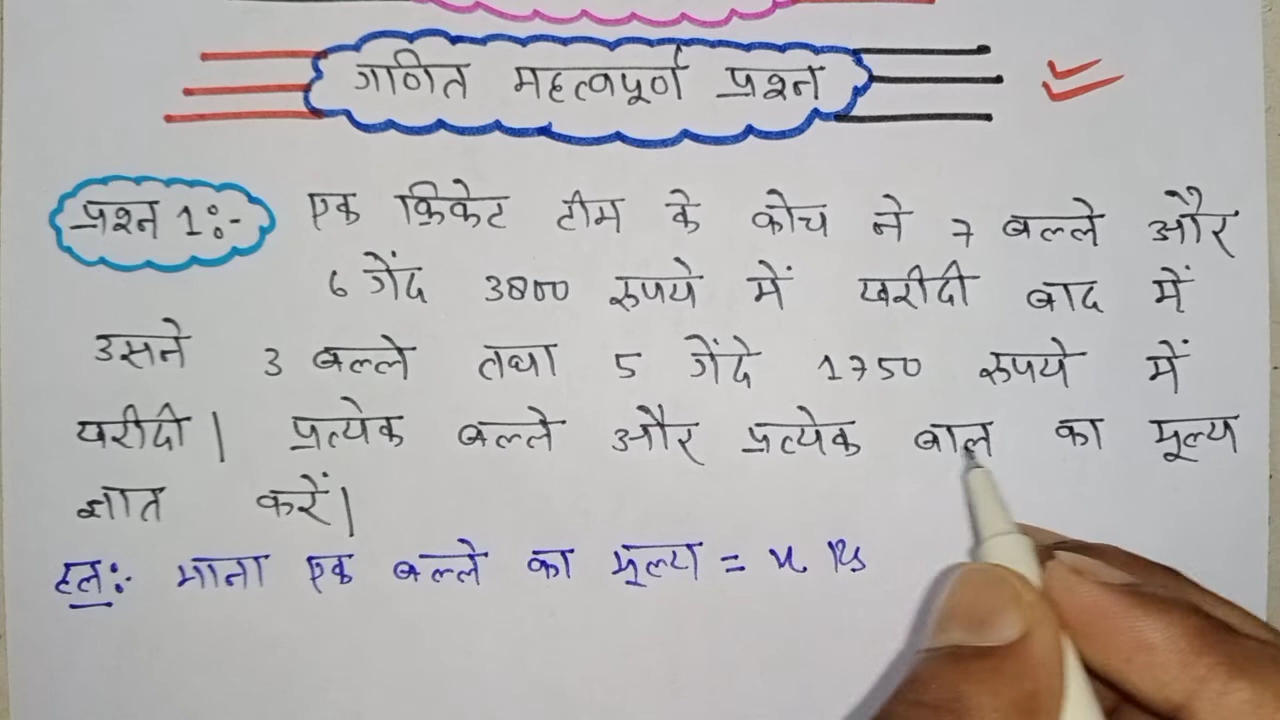 गणित महत्वपूर्ण प्रश्न
प्रश्न 1:- एक क्रिकेट टीम के कोच ने 7 बल्ले और
6 गेंद 3800 रुपये में खरीदी बाद में
उसने 3 बल्ले तथा 5 गेंदे 1750 रुपये में
खरीदी। प्रत्येक बल्ले और प्रत्येक बाल का मूल्य
ज्ञात करें।
हल:- माना एक बल्ले का मूल्य = x Rs